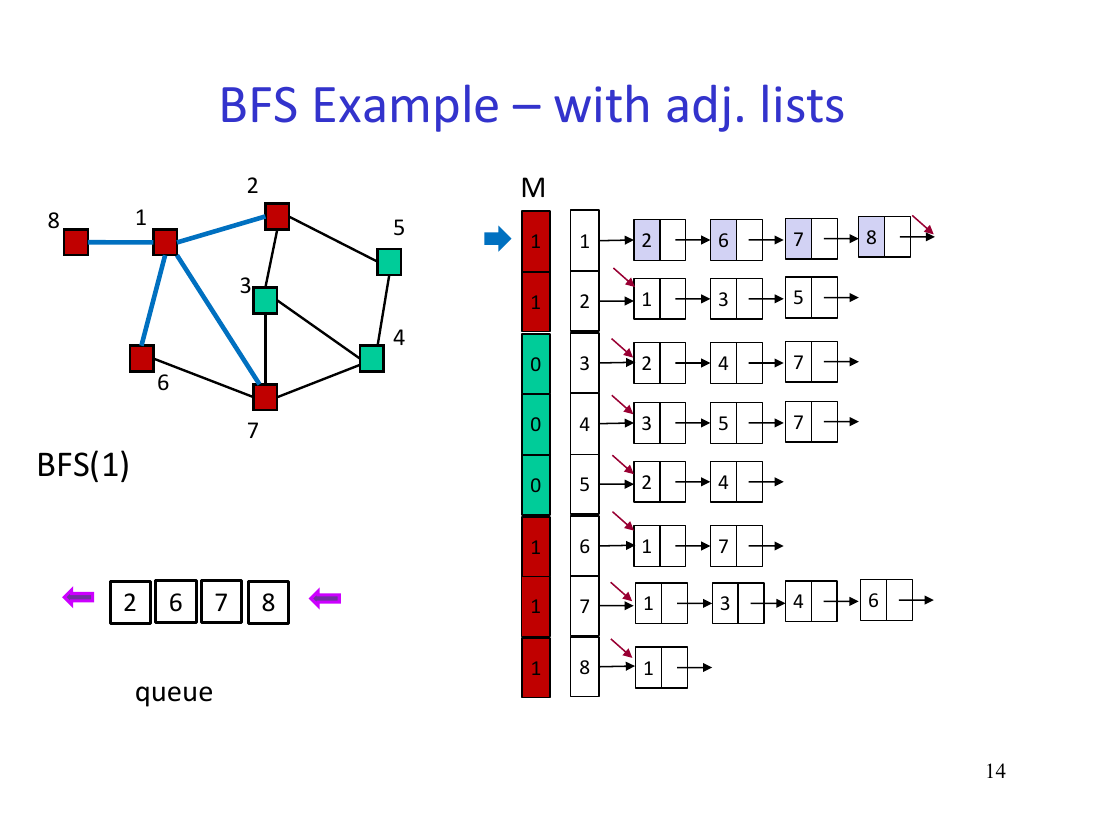 BFS Example – with adj. lists
M
2
8
1
5
3
4
6
7
BFS(1)
2 6 7 8
queue
1 1 2 6 7 8
1 2 1 3 5
0 3 2 4 7
0 4 3 5 7
0 5 2 4
1 6 1 7
1 7 1 3 4 6
1 8 1
14